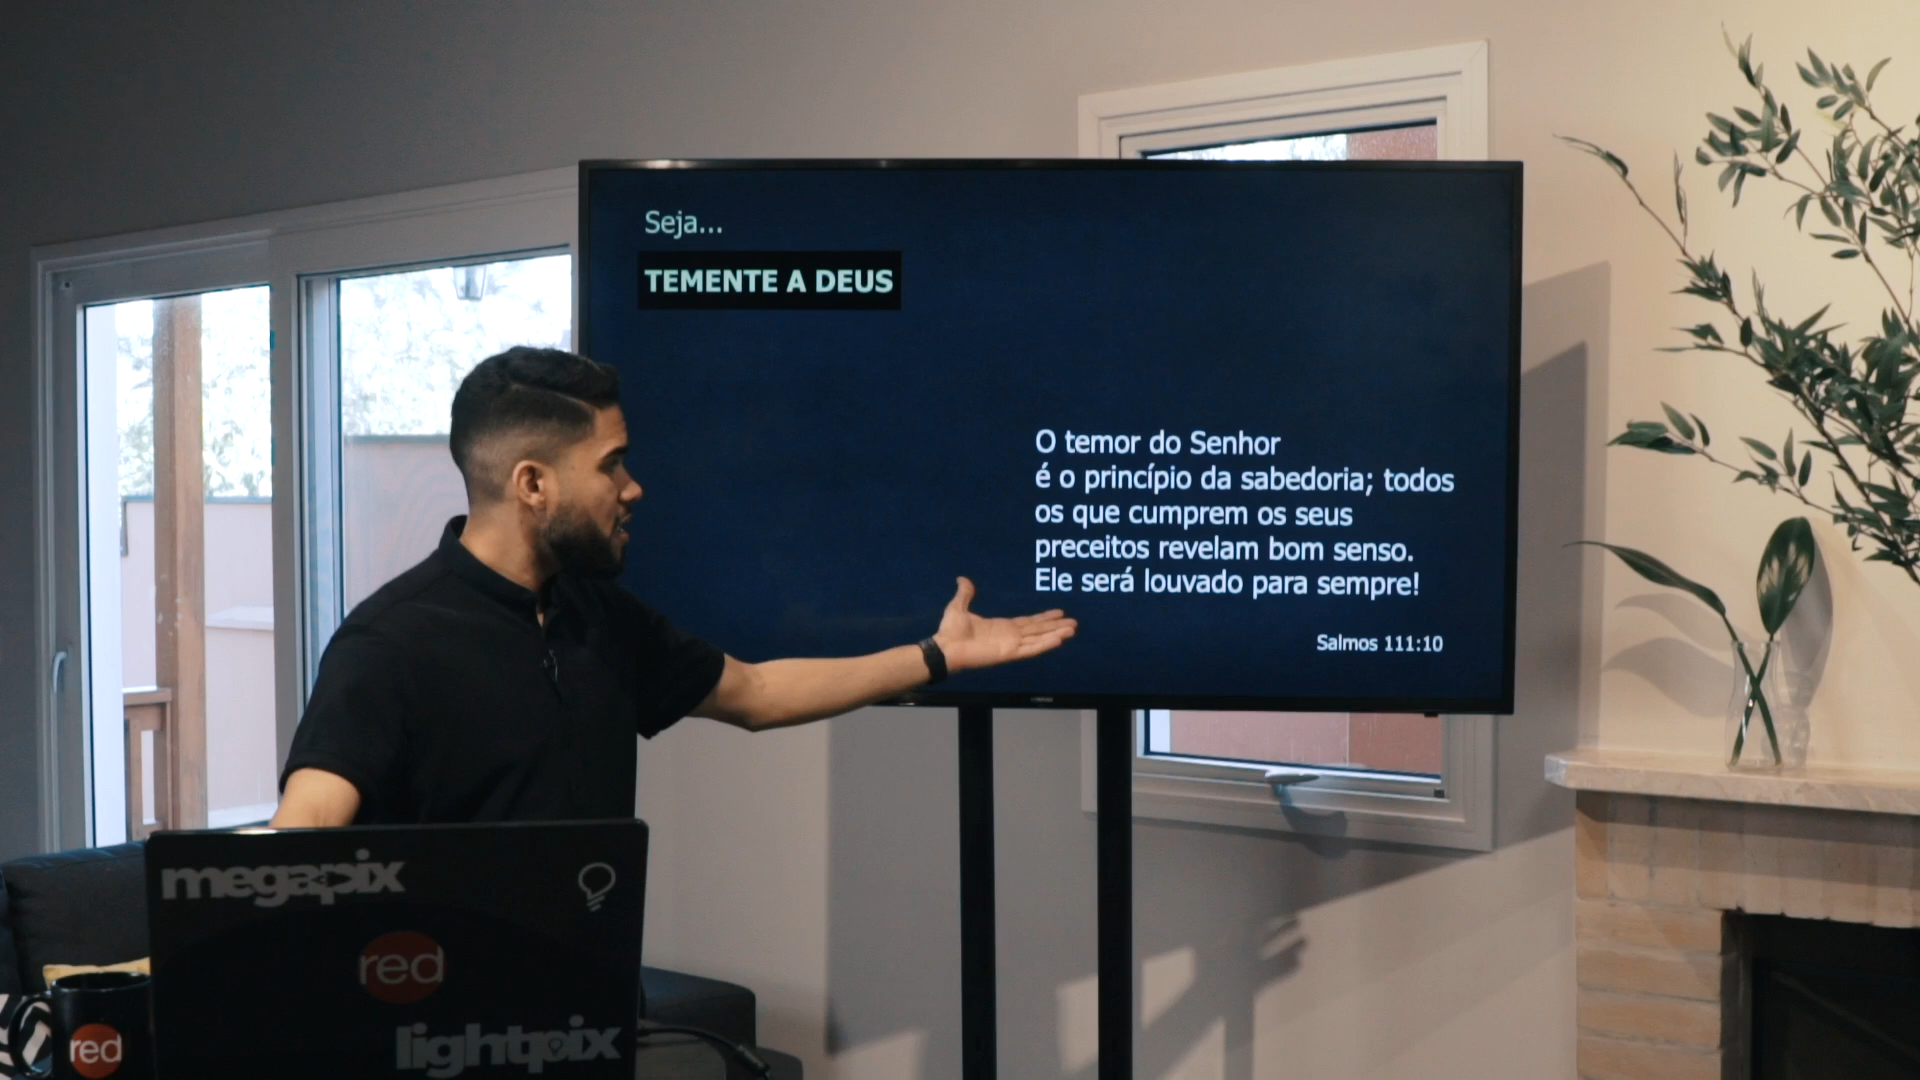 Seja...
TEMENTE A DEUS
O temor do Senhor
é o princípio da sabedoria; todos
os que cumprem os seus
preceitos revelam bom senso.
Ele será louvado para sempre!
Salmos 111:10
megapix
red
lightpix
red